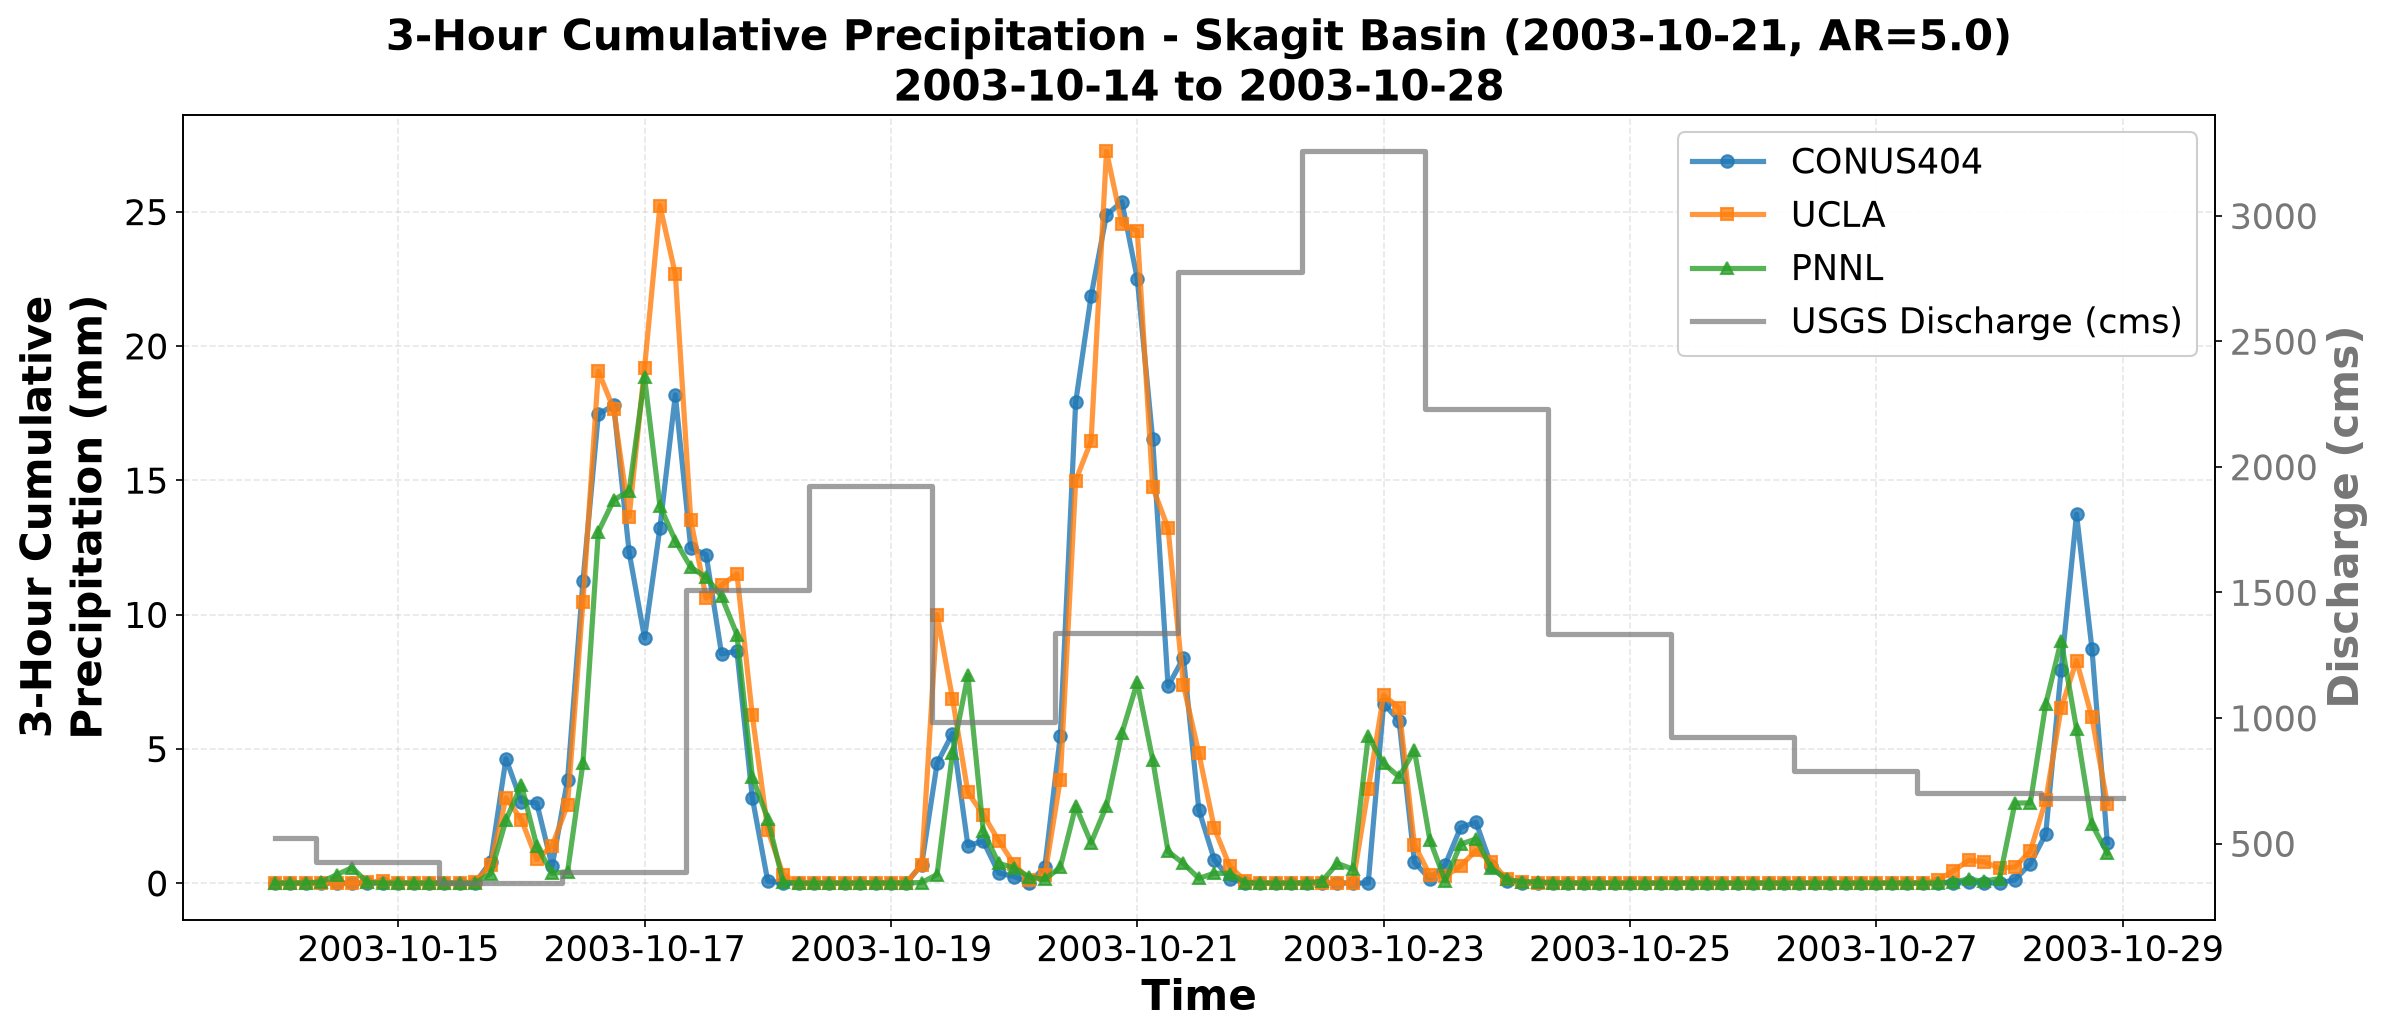 3-Hour Cumulative Precipitation - Skagit Basin (2003-10-21, AR=5.0)
2003-10-14 to 2003-10-28
3-Hour Cumulative
Precipitation (mm)
25
20
15
10
5
0
CONUS404
UCLA
PNNL
USGS Discharge (cms)
3000
2500
2000
1500
1000
500
Discharge (cms)
2003-10-15
2003-10-17
2003-10-19
2003-10-21
2003-10-23
2003-10-25
2003-10-27
2003-10-29
Time